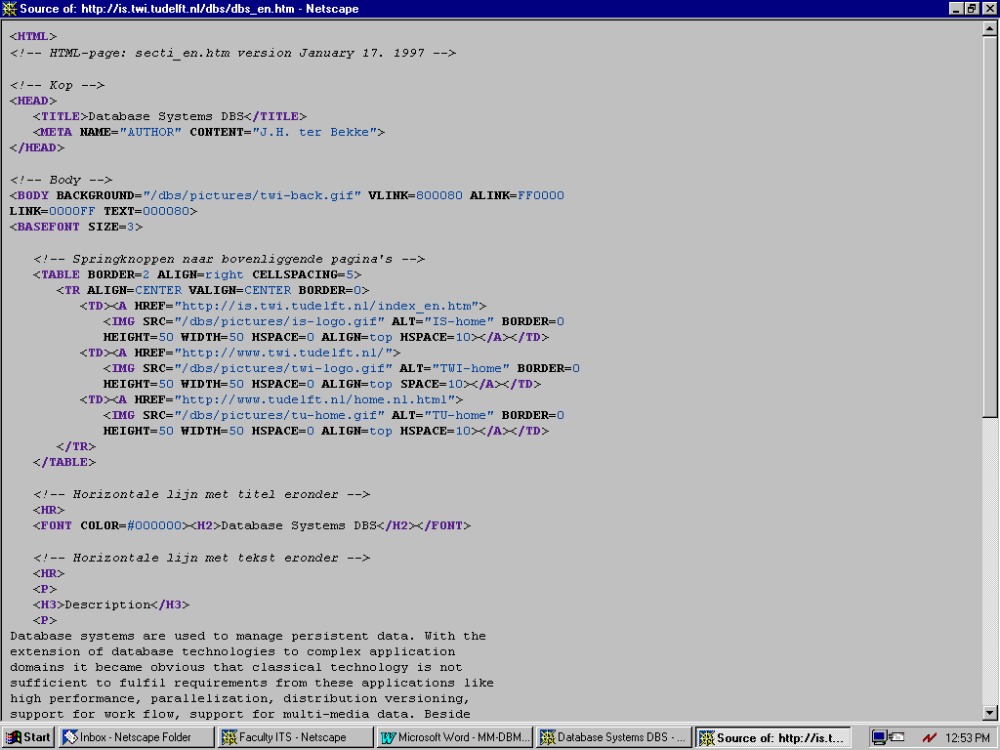 Source of: http://is.twi.tudelft.nl/dbs/dbs_en.htm - Netscape
<HTML>
<!-- HTML-page: secti_en.htm version January 17. 1997 -->
<!-- Kop -->
<HEAD>
<TITLE>Database Systems DBS</TITLE>
<META NAME="AUTHOR" CONTENT="J.H. ter Bekke">
</HEAD>
<!-- Body -->
<BODY BACKGROUND="/dbs/pictures/twi-back.gif" VLINK=800080 ALINK=FF0000
LINK=0000FF TEXT=000080>
<BASEFONT SIZE=3>
<!-- Springknoppen naar bovenliggende pagina's -->
<TABLE BORDER=2 ALIGN=right CELLSPACING=5>
<TR ALIGN=CENTER VALIGN=CENTER BORDER=0>
<TD><A HREF="http://is.twi.tudelft.nl/index_en.htm">
<IMG SRC="/dbs/pictures/is-logo.gif" ALT="IS-home" BORDER=0
HEIGHT=50 WIDTH=50 HSPACE=0 ALIGN=top HSPACE=10></A></TD>
<TD><A HREF="http://www.twi.tudelft.nl/">
<IMG SRC="/dbs/pictures/twi-logo.gif" ALT="TWI-home" BORDER=0
HEIGHT=50 WIDTH=50 HSPACE=0 ALIGN=top SPACE=10></A></TD>
<TD><A HREF="http://www.tudelft.nl/home.nl.html">
<IMG SRC="/dbs/pictures/tu-home.gif" ALT="TU-home" BORDER=0
HEIGHT=50 WIDTH=50 HSPACE=0 ALIGN=top HSPACE=10></A></TD>
</TR>
</TABLE>
<!-- Horizontale lijn met titel eronder -->
<HR>
<FONT COLOR=#000000><H2>Database Systems DBS</H2></FONT>
<!-- Horizontale lijn met tekst eronder -->
<HR>
<P>
<H3>Description</H3>
<P>
Database systems are used to manage persistent data. With the
extension of database technologies to complex application
domains it became obvious that classical technology is not
sufficient to fulfil requirements from these applications like
high performance, parallelization, distribution versioning,
support for work flow, support for multi-media data. Beside
Start Inbox - Netscape Folder Faculty ITS - Netscape Microsoft Word - MM-DBM... Database Systems DBS - ... Source of: http://is.t... 12:53 PM